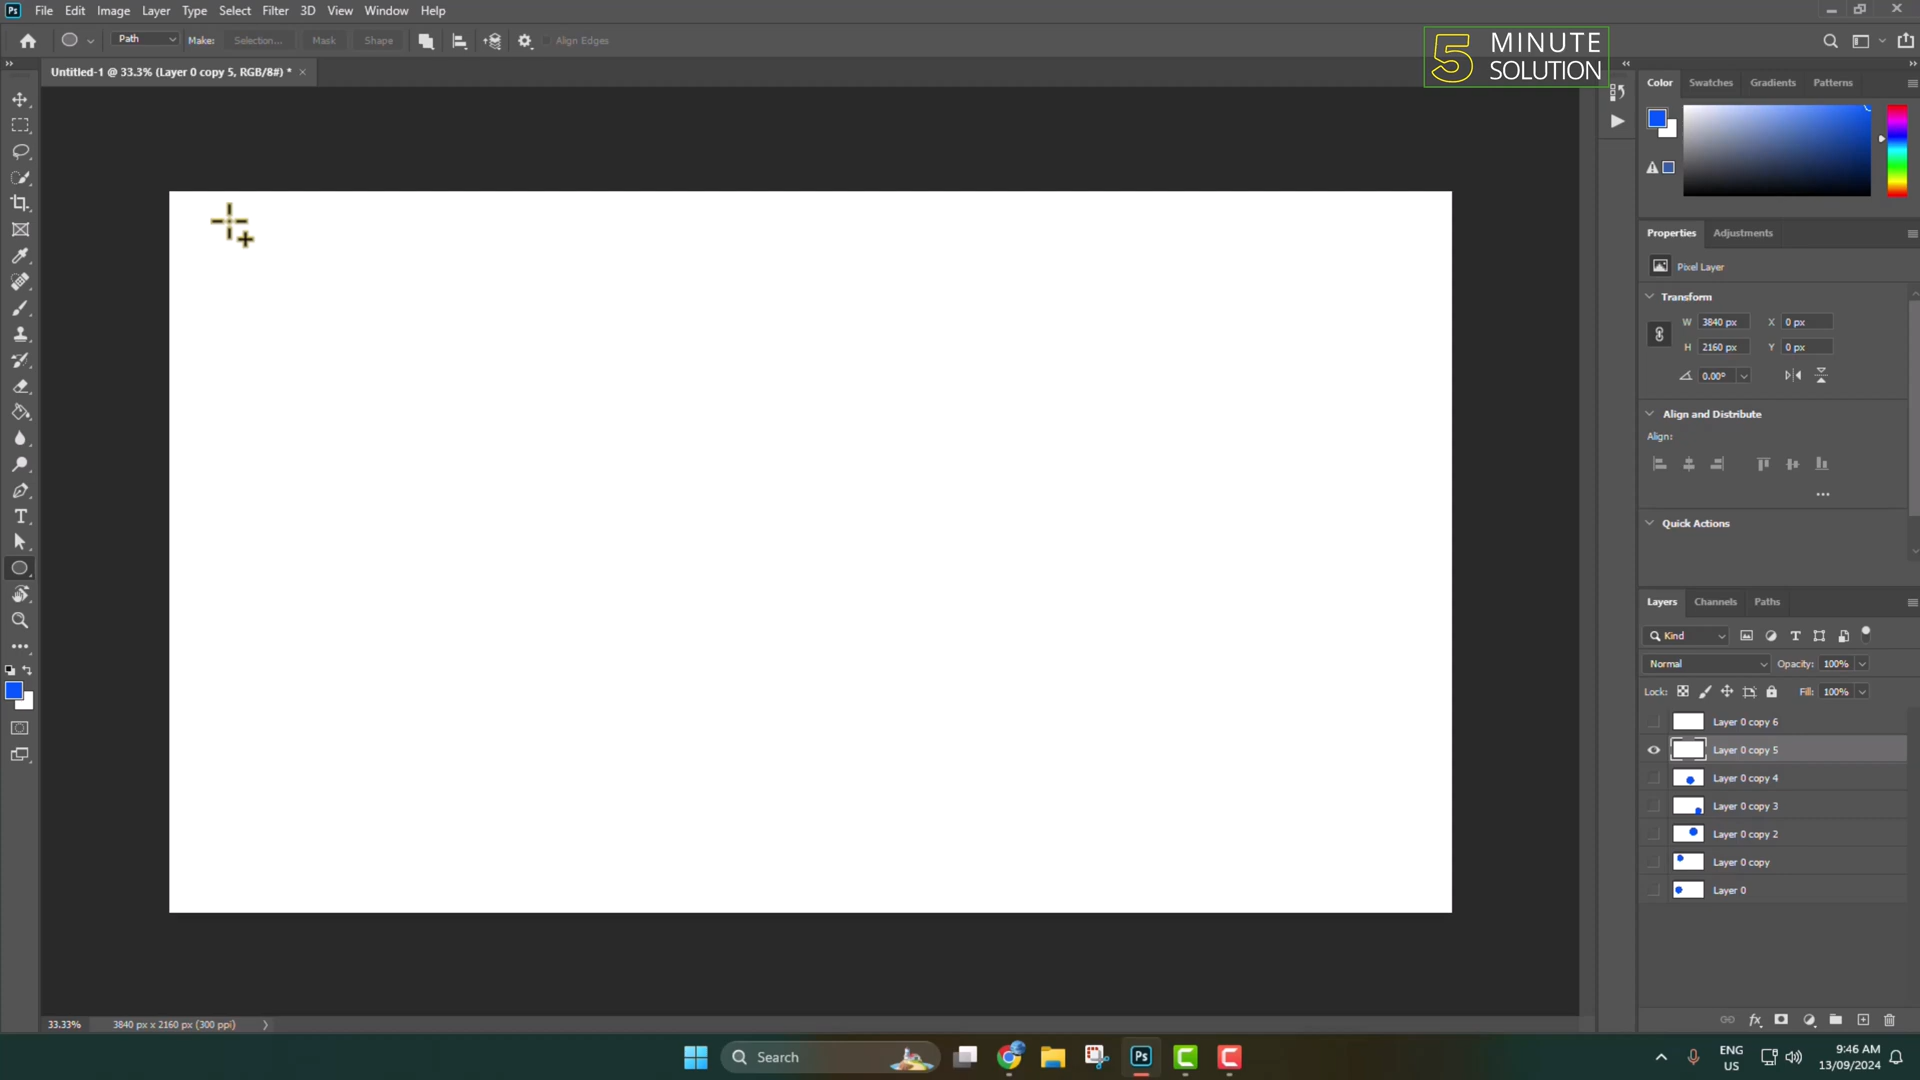 Ps File Edit Image Layer Type Select Filter 3D View Window Help
Path Make: Selection... Mask Shape Align Edges
5 MINUTE
SOLUTION
Untitled-1 @ 33.3% (Layer 0 copy 5, RGB/8#) * ×
Color Swatches Gradients Patterns
Properties Adjustments
Pixel Layer
Transform
W 3840 px X 0 px
H 2160 px Y 0 px
0.00°
Align and Distribute
Align:
Quick Actions
T
Layers Channels Paths
Kind T
Normal Opacity: 100%
Lock: Fill: 100%
Layer 0 copy 6
Layer 0 copy 5
Layer 0 copy 4
Layer 0 copy 3
Layer 0 copy 2
Layer 0 copy
Layer 0
fx
33.33% 3840 px x 2160 px (300 ppi)
Search Ps ENG
US
9:46 AM
13/09/2024